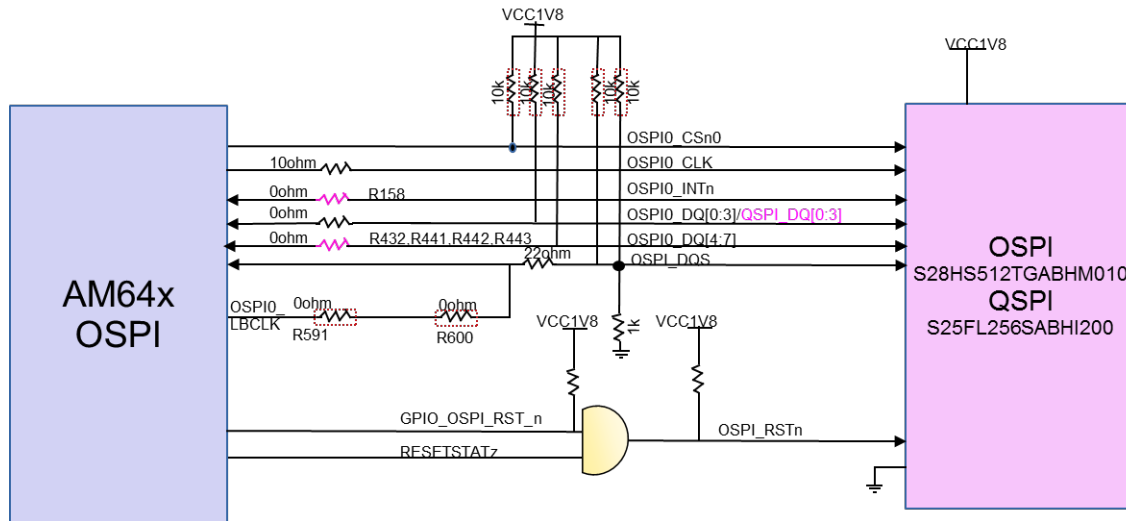 VCC1V8
VCC1V8
10k
10k
10k
10k
10k
OSPI0_CSn0
10ohm
OSPI0_CLK
0ohm
R158
OSPI0_INTn
0ohm
OSPI0_DQ[0:3]/QSPI_DQ[0:3]
0ohm
R432,R441,R442,R443
OSPI0_DQ[4:7]
22ohm
OSPI_DQS
AM64x
OSPI
OSPI
S28HS512TGABHM010
QSPI
S25FL256SABHI200
OSPI0_
LBCLK
0ohm
R591
0ohm
R600
1k
VCC1V8
VCC1V8
GPIO_OSPI_RST_n
OSPI_RSTn
RESETSTATz